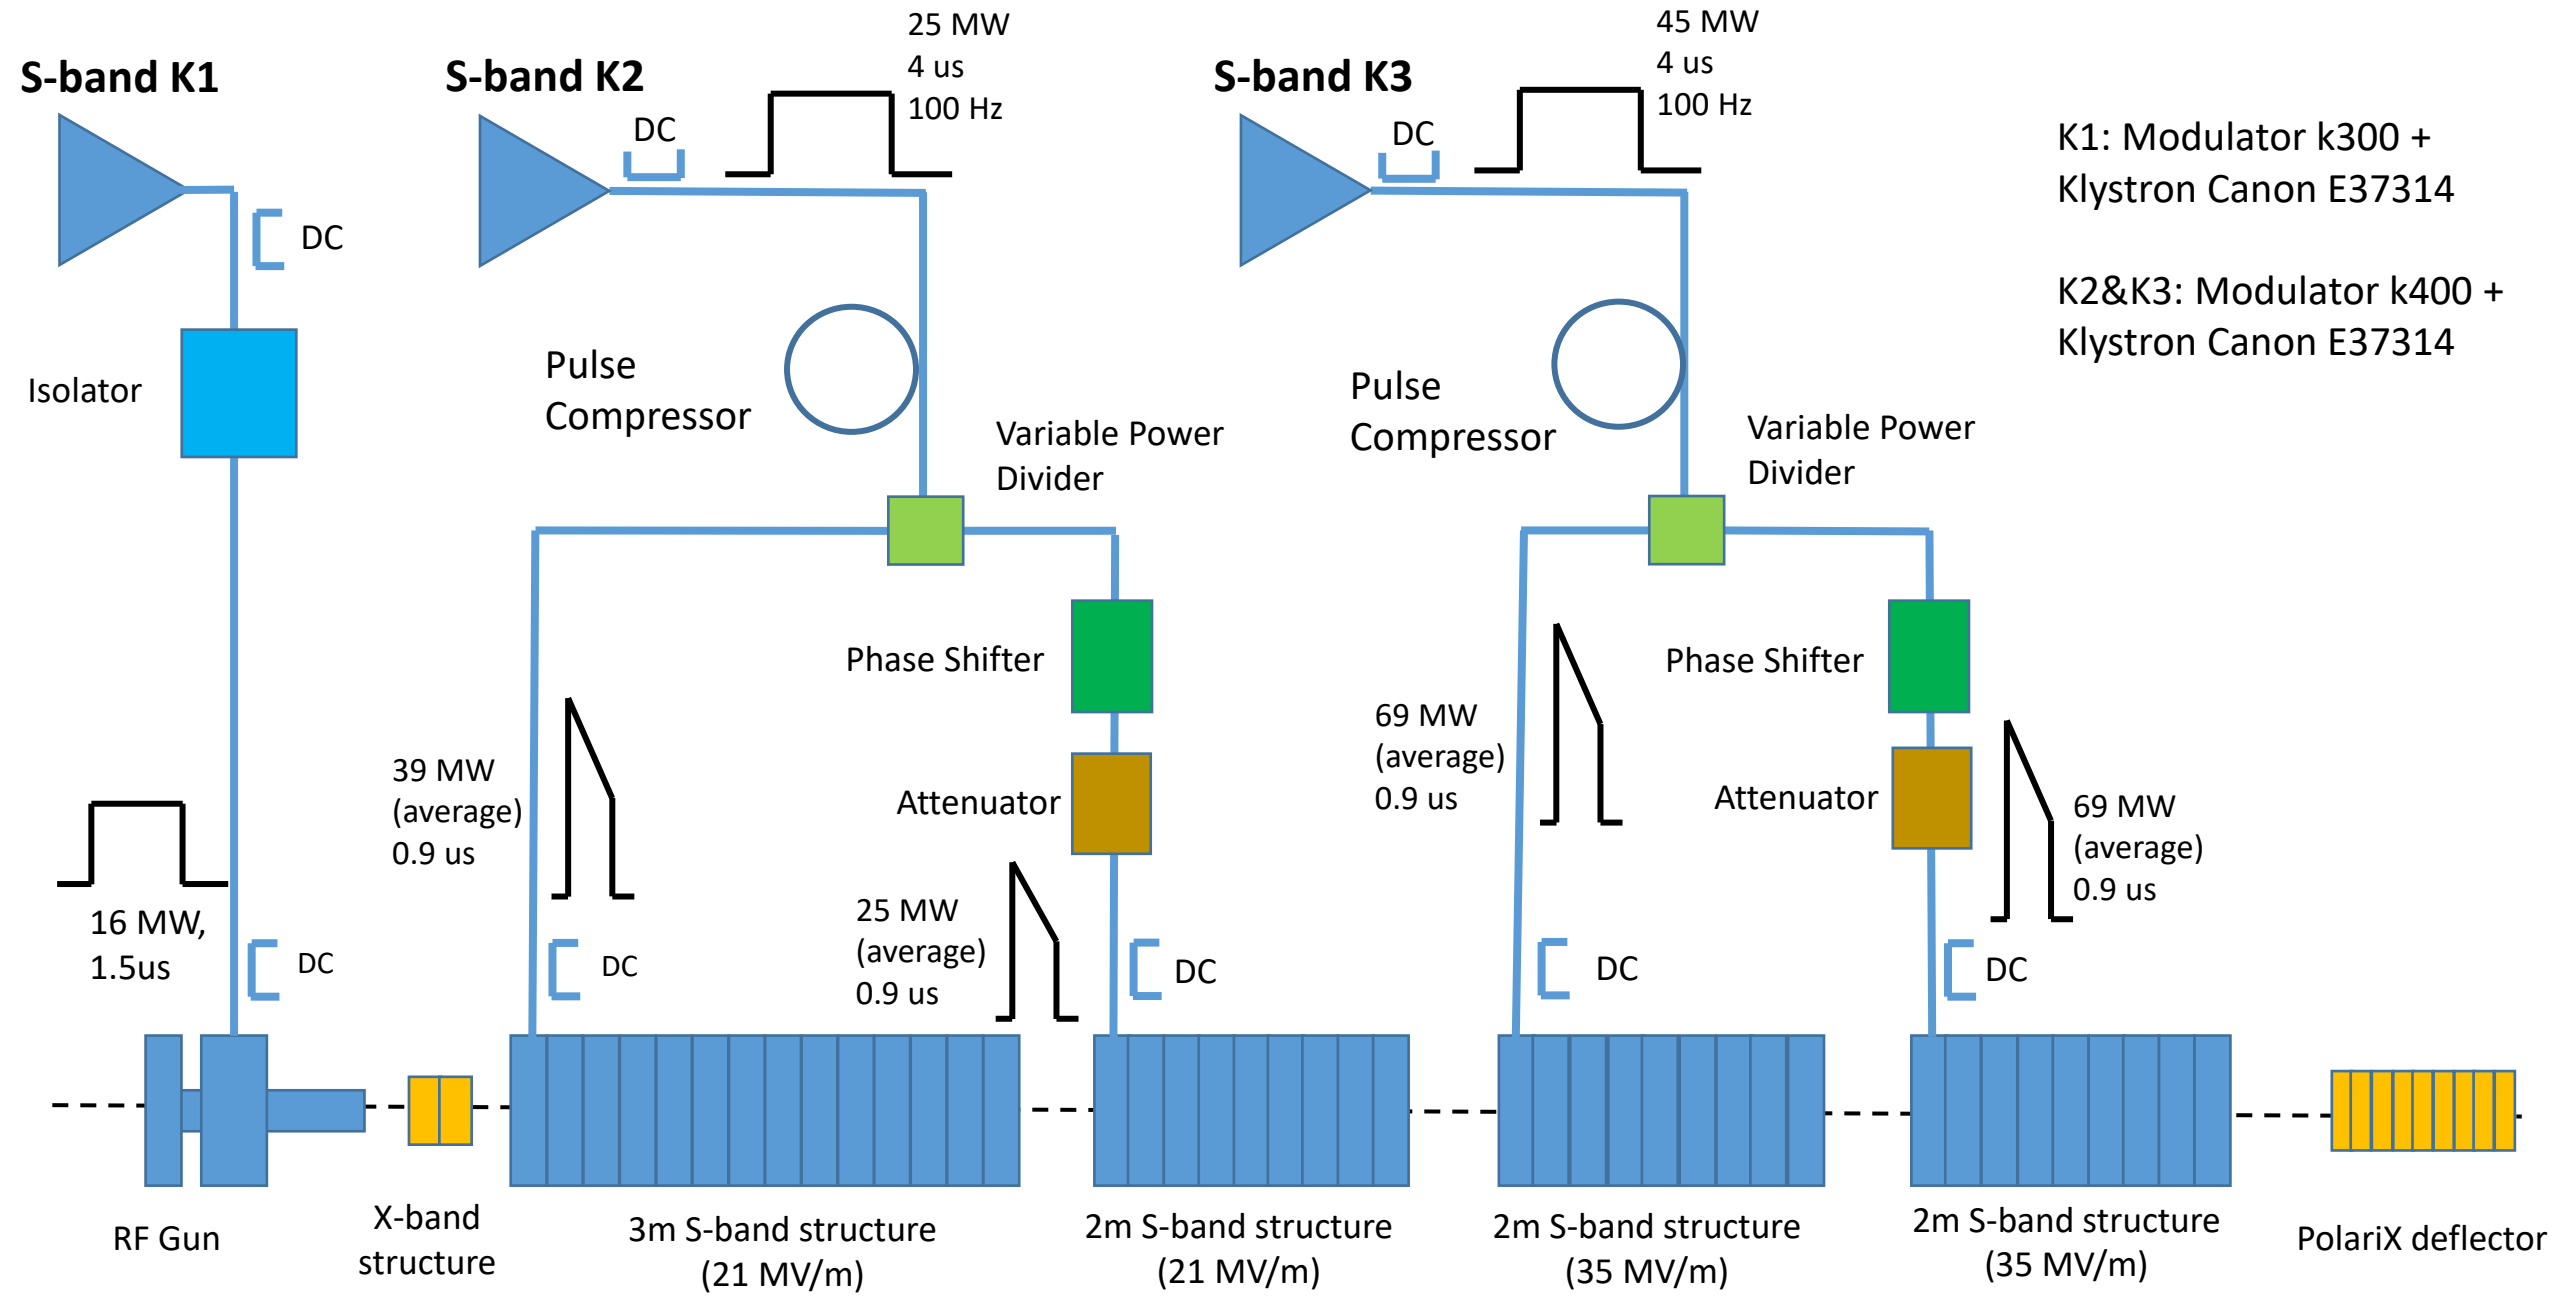 S-band K1
DC
Isolator
16 MW,
1.5us
DC
RF Gun
X-band
structure
S-band K2
DC
25 MW
4 us
100 Hz
Pulse
Compressor
Variable Power
Divider
Phase Shifter
Attenuator
39 MW
(average)
0.9 us
DC
25 MW
(average)
0.9 us
DC
3m S-band structure
(21 MV/m)
2m S-band structure
(21 MV/m)
S-band K3
DC
45 MW
4 us
100 Hz
Pulse
Compressor
Variable Power
Divider
Phase Shifter
Attenuator
69 MW
(average)
0.9 us
DC
69 MW
(average)
0.9 us
DC
2m S-band structure
(35 MV/m)
2m S-band structure
(35 MV/m)
PolariX deflector
K1: Modulator k300 +
Klystron Canon E37314
K2&K3: Modulator k400 +
Klystron Canon E37314